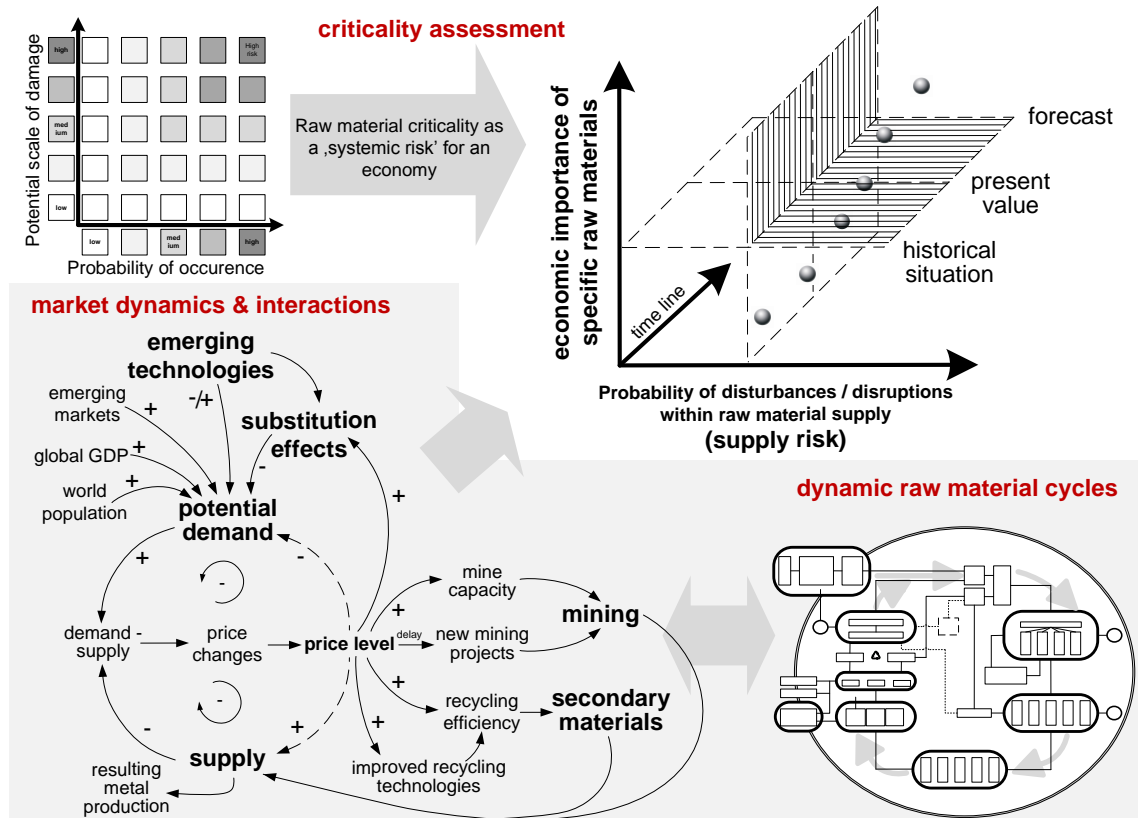 criticality assessment
Potential scale of damage
high
High
risk
med
ium
low
low
med
ium
high
Probability of occurence
Raw material criticality as
a ‚systemic risk’ for an
economy
economic importance of
specific raw materials
forecast
present
value
historical
situation
time line
Probability of disturbances / disruptions
within raw material supply
(supply risk)
market dynamics & interactions
emerging
technologies
emerging
markets
+
-/+
substitution
effects
global GDP
+
-
world
population
+
potential
demand
+
+
-
-
mine
capacity
+
mining
demand -
supply
price
changes
price level
delay
new mining
projects
-
+
recycling
efficiency
secondary
materials
-
+
+
supply
improved recycling
technologies
resulting
metal
production
dynamic raw material cycles